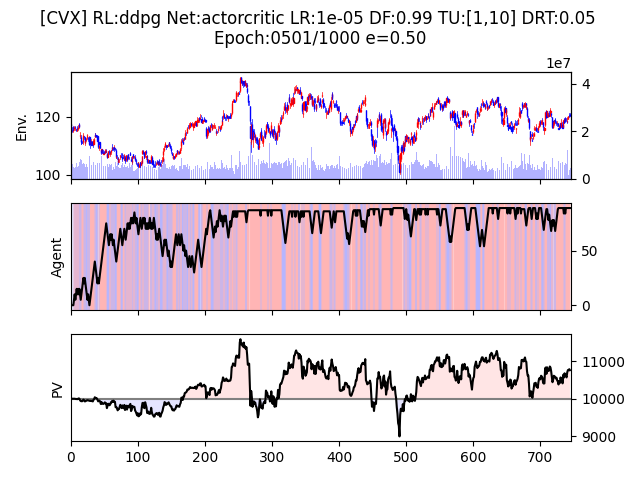 [CVX] RL:ddpg Net:actorcritic LR:1e-05 DF:0.99 TU:[1,10] DRT:0.05
Epoch:0501/1000 e=0.50
1e7
Env.
120
100
4
2
0
Agent
50
0
PV
11000
10000
9000
0 100 200 300 400 500 600 700